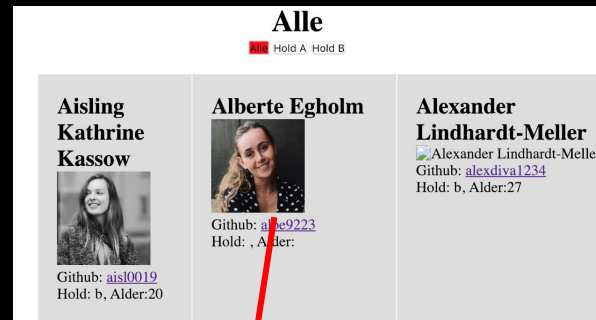 Alle
Alle Hold A Hold B
Aisling
Kathrine
Kassow
Github: aisl0019
Hold: b, Alder:20
Alberte Egholm
Github:
Hold: , Alder:
Alexander
Lindhardt-Meller
Alexander Lindhardt-Melle
Github: alexdiva1234
Hold: b, Alder:27